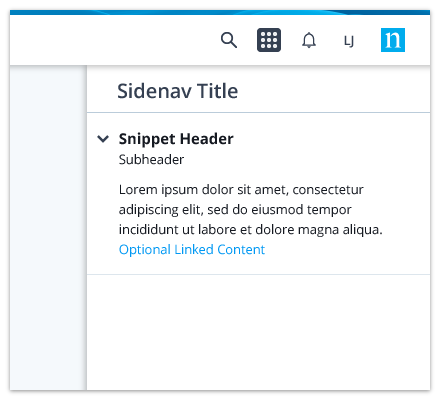 LJ
n
Sidenav Title
Snippet Header
Subheader
Lorem ipsum dolor sit amet, consectetur
adipiscing elit, sed do eiusmod tempor
incididunt ut labore et dolore magna aliqua.
Optional Linked Content